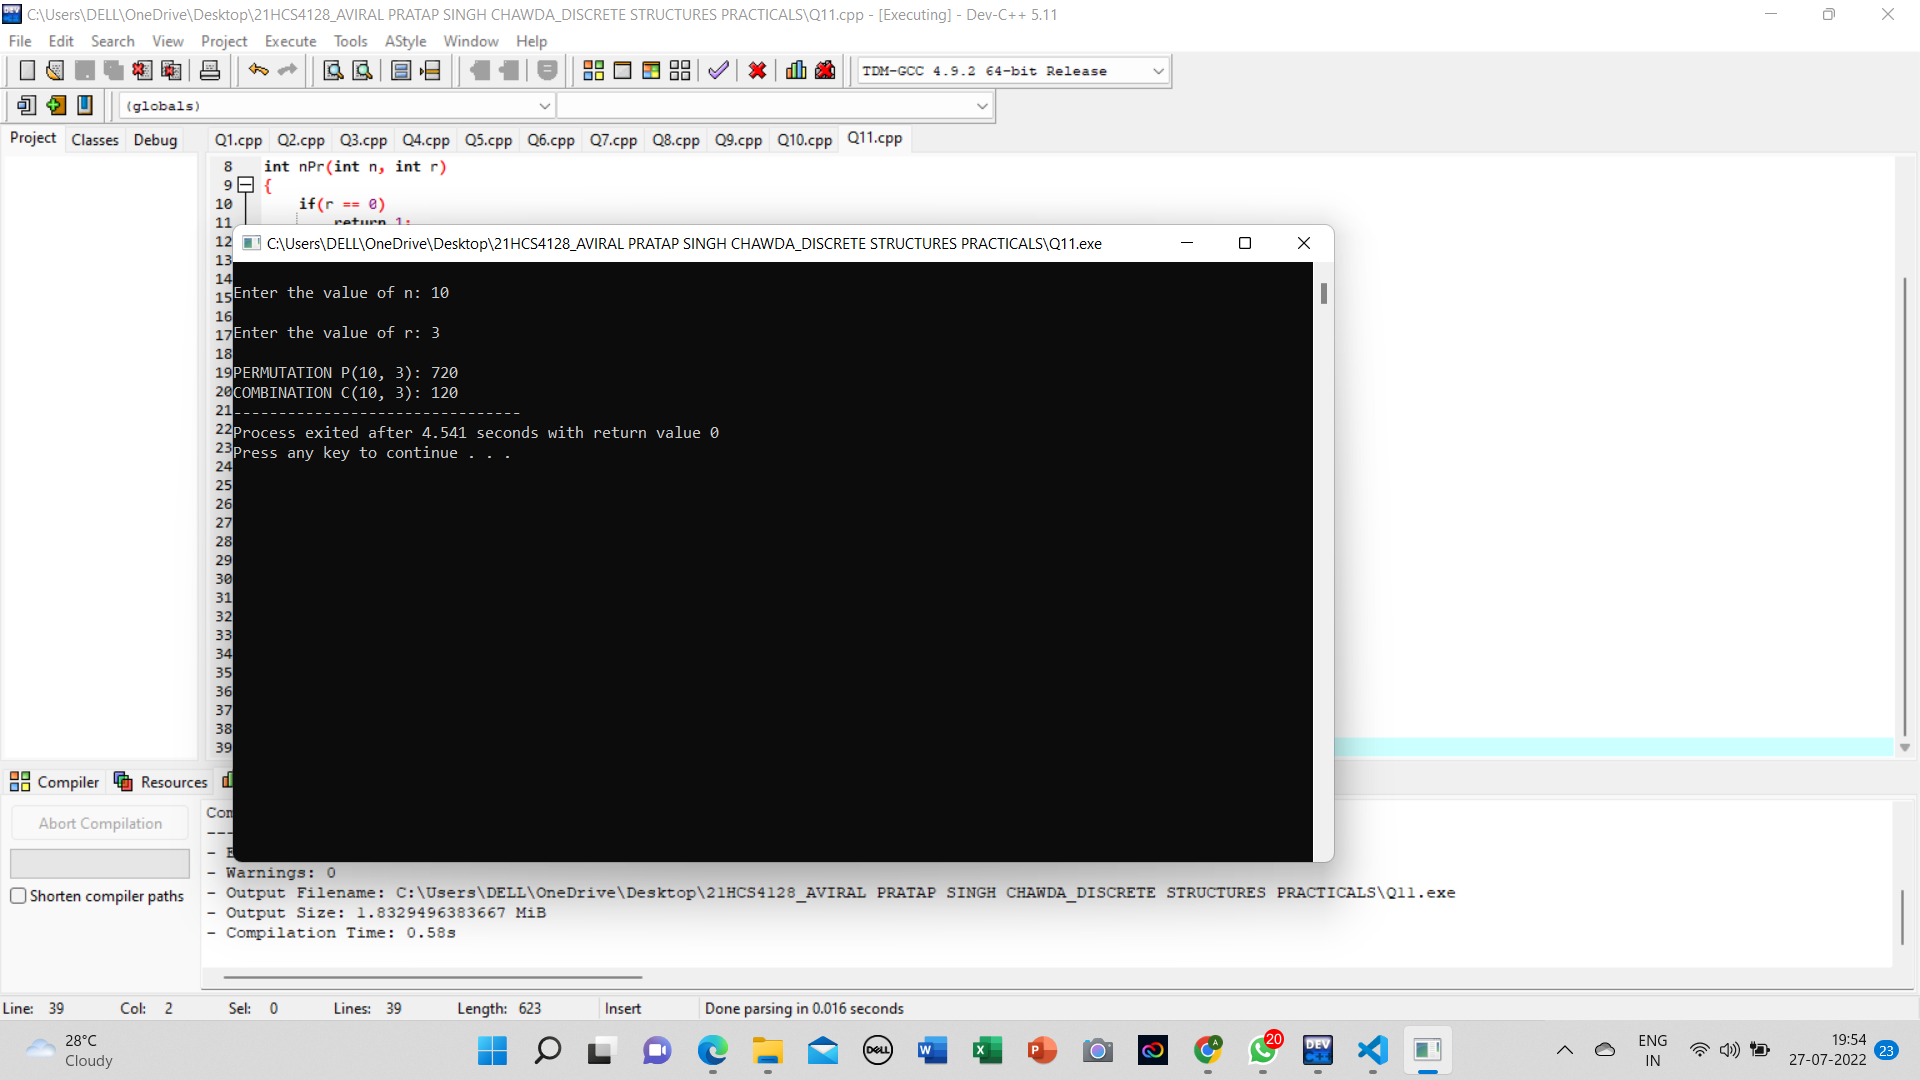 C:\Users\DELL\OneDrive\Desktop\21HCS4128_AVIRAL PRATAP SINGH CHAWDA_DISCRETE STRUCTURES PRACTICALS\Q11.cpp - [Executing] - Dev-C++ 5.11
File Edit Search View Project Execute Tools AStyle Window Help
TDM-GCC 4.9.2 64-bit Release
(globals)
Project Classes Debug Q1.cpp Q2.cpp Q3.cpp Q4.cpp Q5.cpp Q6.cpp Q7.cpp Q8.cpp Q9.cpp Q10.cpp Q11.cpp
8 int nPr(int n, int r)
9 {
10 if(r == 0)
11 return 1;
C:\Users\DELL\OneDrive\Desktop\21HCS4128_AVIRAL PRATAP SINGH CHAWDA_DISCRETE STRUCTURES PRACTICALS\Q11.exe
12
13
14
15
16
17
18
19
20
21
22
23
24
25
26
27
28
29
30
31
32
33
34
35
36
37
38
39
Enter the value of n: 10
Enter the value of r: 3
PERMUTATION P(10, 3): 720
COMBINATION C(10, 3): 120
--------------------------------
Process exited after 4.541 seconds with return value 0
Press any key to continue . . .
Compiler Resources
Abort Compilation
Shorten compiler paths
- Warnings: 0
- Output Filename: C:\Users\DELL\OneDrive\Desktop\21HCS4128_AVIRAL PRATAP SINGH CHAWDA_DISCRETE STRUCTURES PRACTICALS\Q11.exe
- Output Size: 1.8329496383667 MiB
- Compilation Time: 0.58s
Line: 39 Col: 2 Sel: 0 Lines: 39 Length: 623 Insert Done parsing in 0.016 seconds
28°C
Cloudy
DELL
20
DEV
C++
ENG
IN
19:54
27-07-2022
23